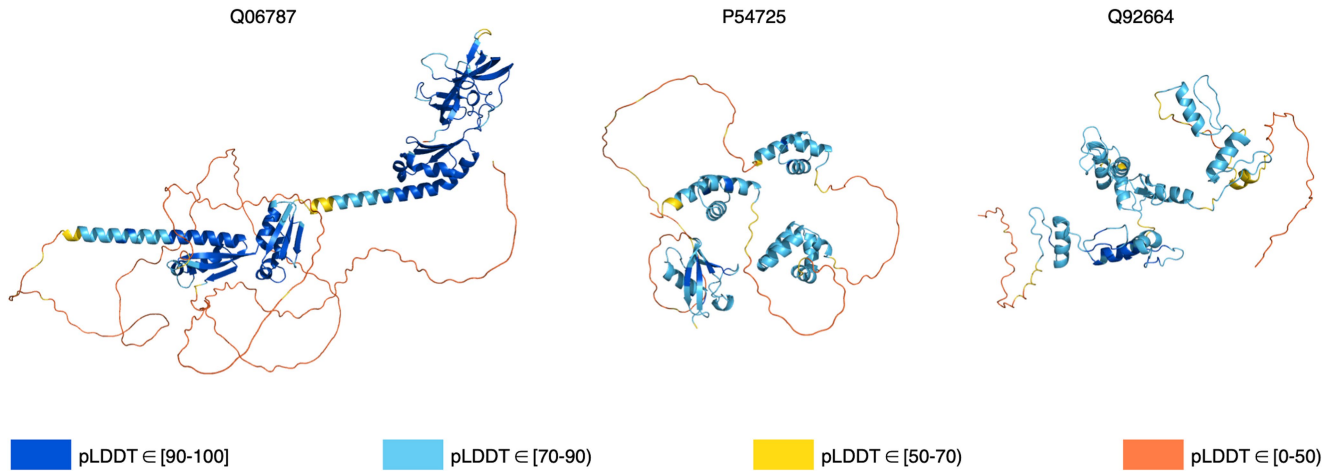 Q06787
P54725
Q92664
pLDDT ∈ [90-100]
pLDDT ∈ [70-90)
pLDDT ∈ [50-70)
pLDDT ∈ [0-50)